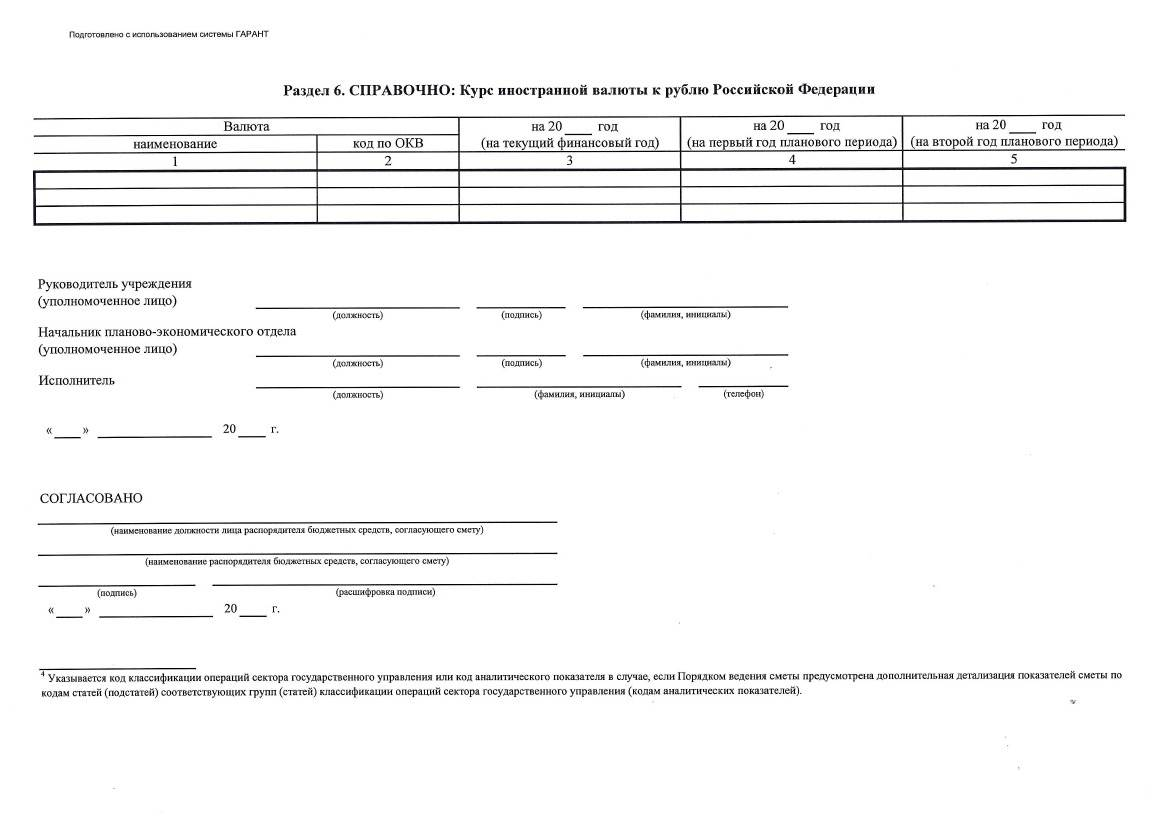 Подготовлено с использованием системы ГАРАНТ
Раздел 6. СПРАВОЧНО: Курс иностранной валюты к рублю Российской Федерации
Валюта
на 20 ____ год
на 20 ____ год
на 20 ____ год
наименование
код по ОКВ
(на текущий финансовый год)
(на первый год планового периода)
(на второй год планового периода)
1
2
3
4
5
Руководитель учреждения
(уполномоченное лицо)
(должность)
(подпись)
(фамилия, инициалы)
Начальник планово-экономического отдела
(уполномоченное лицо)
(должность)
(подпись)
(фамилия, инициалы)
Исполнитель
(должность)
(фамилия, инициалы)
(телефон)
« ____ » ________________ 20 ____ г.
СОГЛАСОВАНО
(наименование должности лица распорядителя бюджетных средств, согласующего смету)
(наименование распорядителя бюджетных средств, согласующего смету)
(подпись)
(расшифровка подписи)
« ____ » ________________ 20 ____ г.
4 Указывается код классификации операций сектора государственного управления или код аналитического показателя в случае, если Порядком ведения сметы предусмотрена дополнительная детализация показателей сметы по
кодам статей (подстатей) соответствующих групп (статей) классификации операций сектора государственного управления (кодам аналитических показателей).